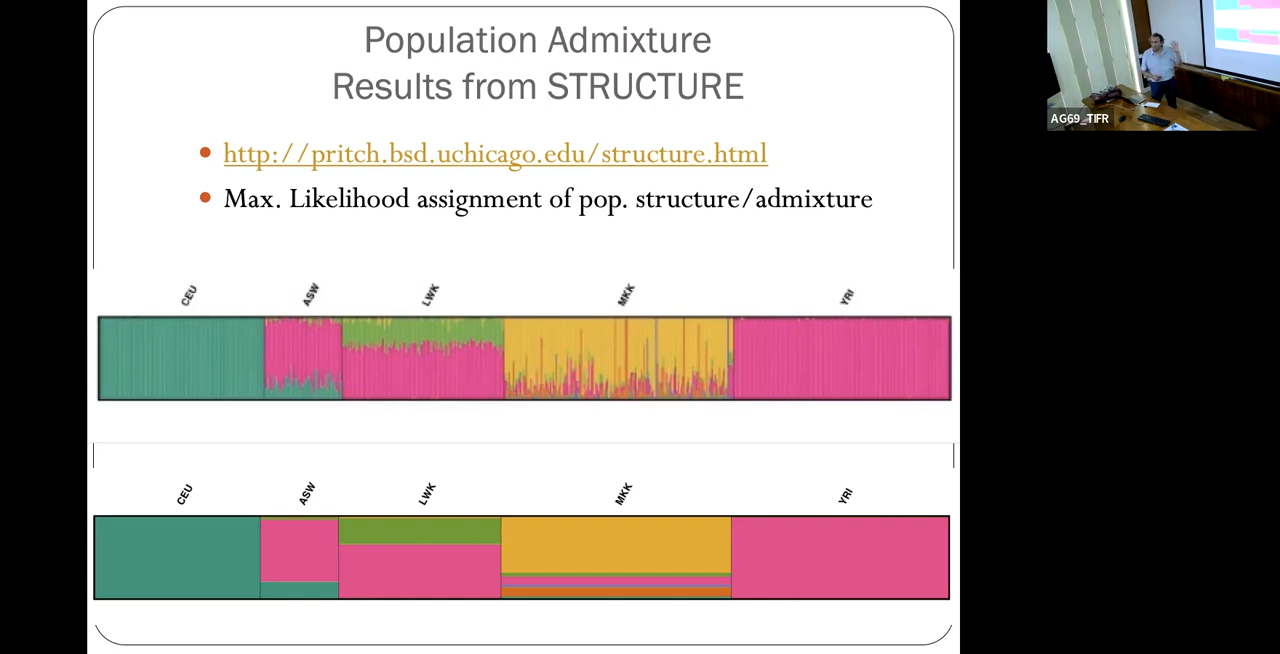 Population Admixture
Results from STRUCTURE
http://pritch.bsd.uchicago.edu/structure.html
Max. Likelihood assignment of pop. structure/admixture
CEU ASW LWK MKK YRI
CEU ASW LWK MKK YRI
AG69_TIFR